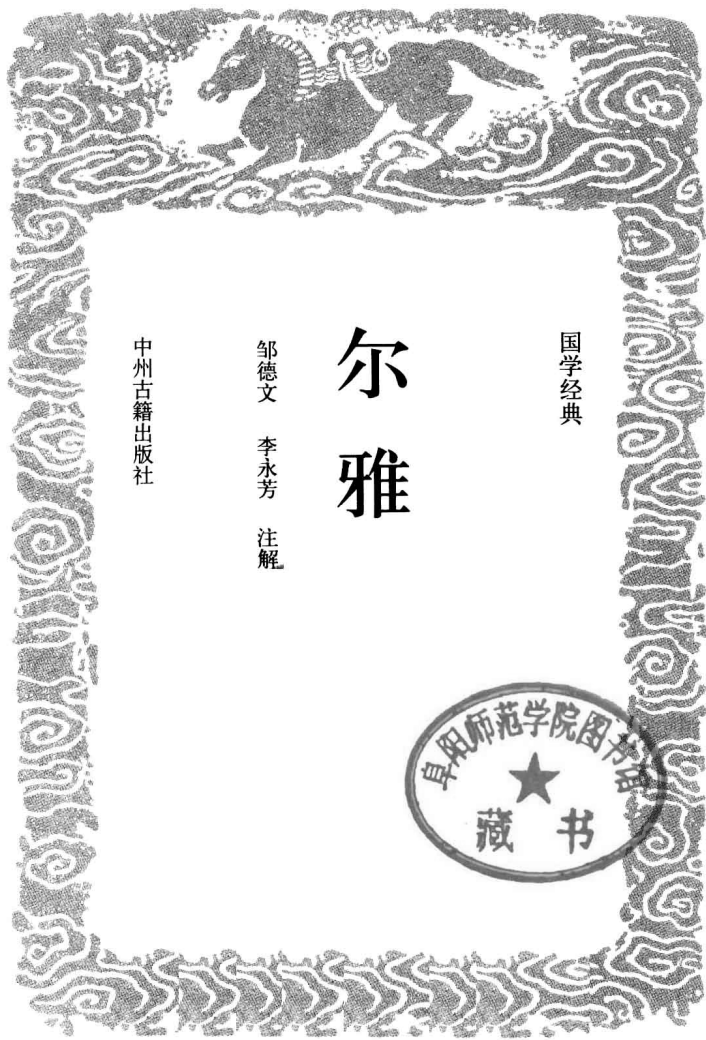 国学经典
尔雅
邹德文 李永芳 注解
中州古籍出版社
阜阳师范学院图书馆
藏书